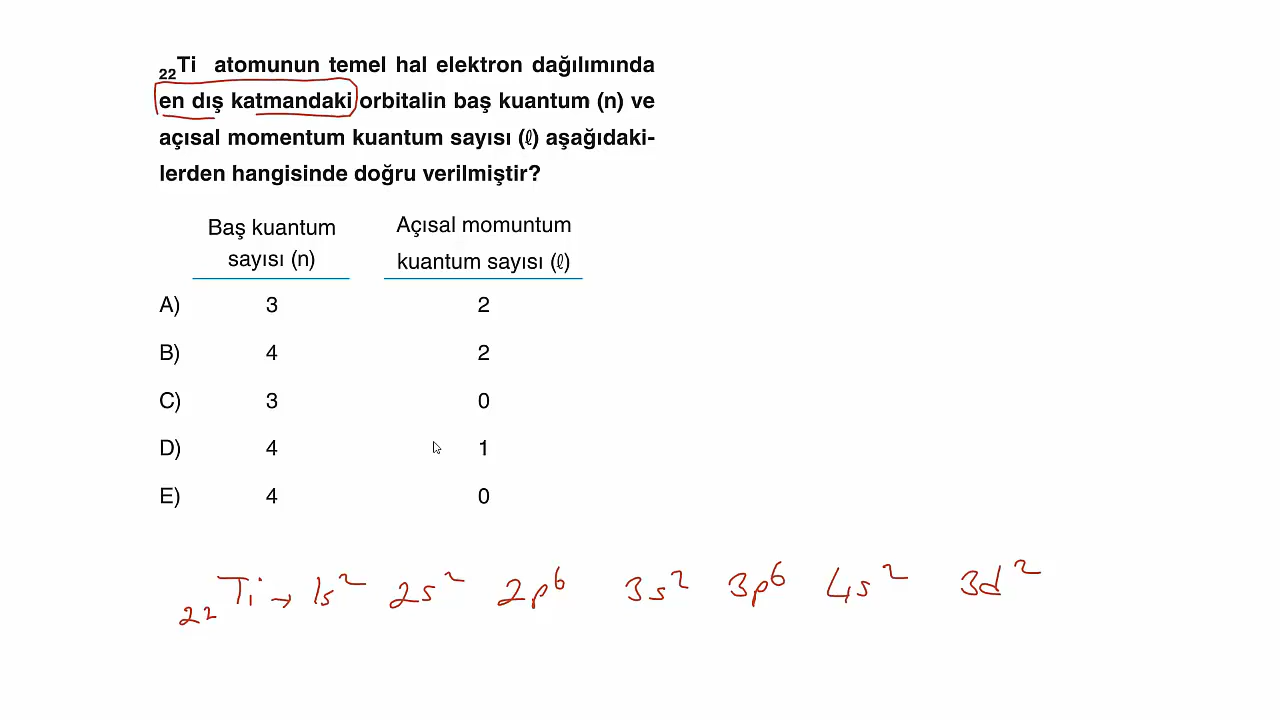 ₂₂Ti atomunun temel hal elektron dağılımında
en dış katmandaki orbitalin baş kuantum (n) ve
açısal momentum kuantum sayısı (ℓ) aşağıdaki-
lerden hangisinde doğru verilmiştir?
Baş kuantum Açısal momuntum
sayısı (n) kuantum sayısı (ℓ)
A) 3 2
B) 4 2
C) 3 0
D) 4 1
E) 4 0
₂₂Ti → 1s² 2s² 2p⁶ 3s² 3p⁶ 4s² 3d²